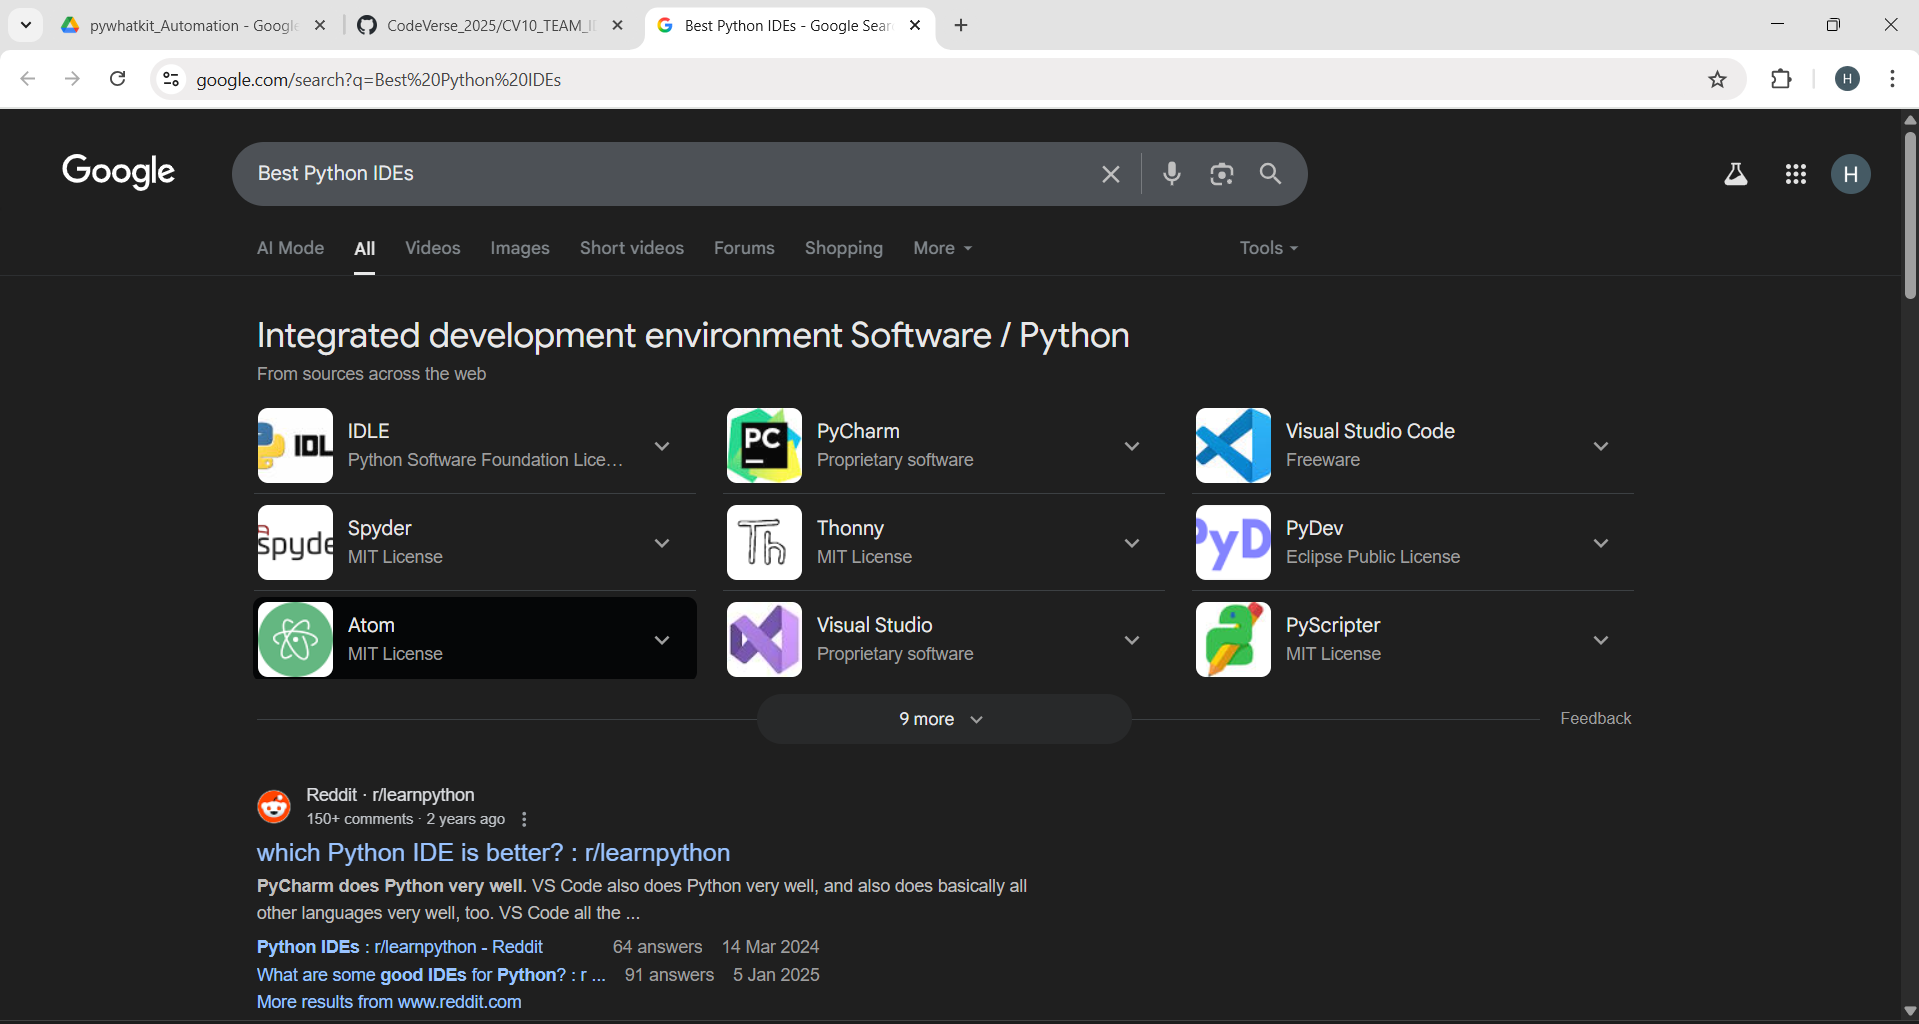 pywhatkit_Automation - Google
CodeVerse_2025/CV10_TEAM_I
Best Python IDEs - Google Sear
google.com/search?q=Best%20Python%20IDEs
H
Google
Best Python IDEs
H
AI Mode
All
Videos
Images
Short videos
Forums
Shopping
More
Tools
Integrated development environment Software / Python
From sources across the web
IDL
IDLE
Python Software Foundation Lice...
PC
PyCharm
Proprietary software
Visual Studio Code
Freeware
Spyde
Spyder
MIT License
Th
Thonny
MIT License
PyD
PyDev
Eclipse Public License
Atom
MIT License
Visual Studio
Proprietary software
PyScripter
MIT License
9 more
Feedback
Reddit · r/learnpython
150+ comments · 2 years ago
which Python IDE is better? : r/learnpython
PyCharm does Python very well. VS Code also does Python very well, and also does basically all
other languages very well, too. VS Code all the ...
Python IDEs : r/learnpython - Reddit 64 answers 14 Mar 2024
What are some good IDEs for Python? : r ... 91 answers 5 Jan 2025
More results from www.reddit.com